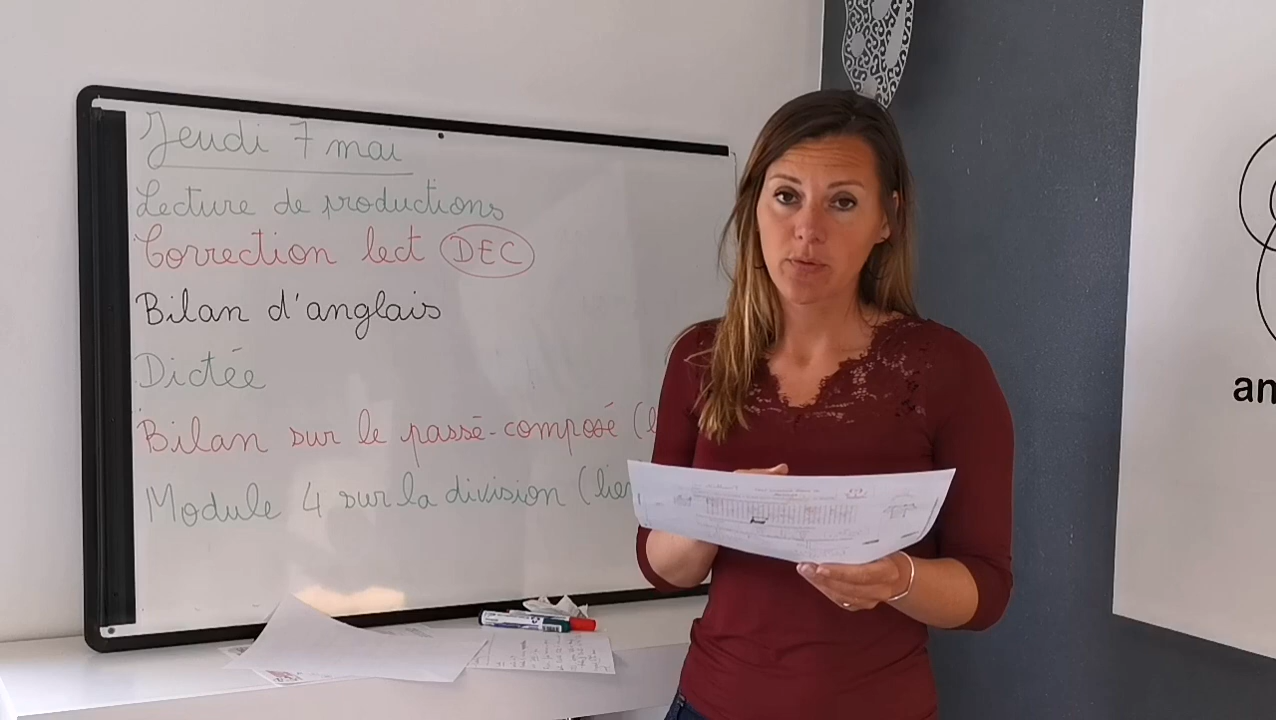 Jeudi 7 mai
Lecture de productions
Correction lect DEC
Bilan d'anglais
Dictée
Bilan sur le passé-composé (l
Module 4 sur la division (lien
an